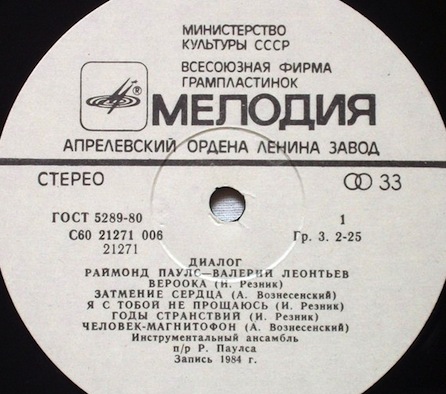 МИНИСТЕРСТВО
КУЛЬТУРЫ СССР
ВСЕСОЮЗНАЯ ФИРМА
ГРАМПЛАСТИНОК
® МЕЛОДИЯ
АПРЕЛЕВСКИЙ ОРДЕНА ЛЕНИНА ЗАВОД
СТЕРЕО 33
ГОСТ 5289-80 1
С60 21271 006 Гр. 3. 2-25
21271
ДИАЛОГ
РАЙМОНД ПАУЛС—ВАЛЕРИЙ ЛЕОНТЬЕВ
ВЕРООКА (И. Резник)
ЗАТМЕНИЕ СЕРДЦА (А. Вознесенский)
Я С ТОБОЙ НЕ ПРОЩАЮСЬ (И. Резник)
ГОДЫ СТРАНСТВИЙ (И. Резник)
ЧЕЛОВЕК-МАГНИТОФОН (А. Вознесенский)
Инструментальный ансамбль
п/р Р. Паулса
Запись 1984 г.